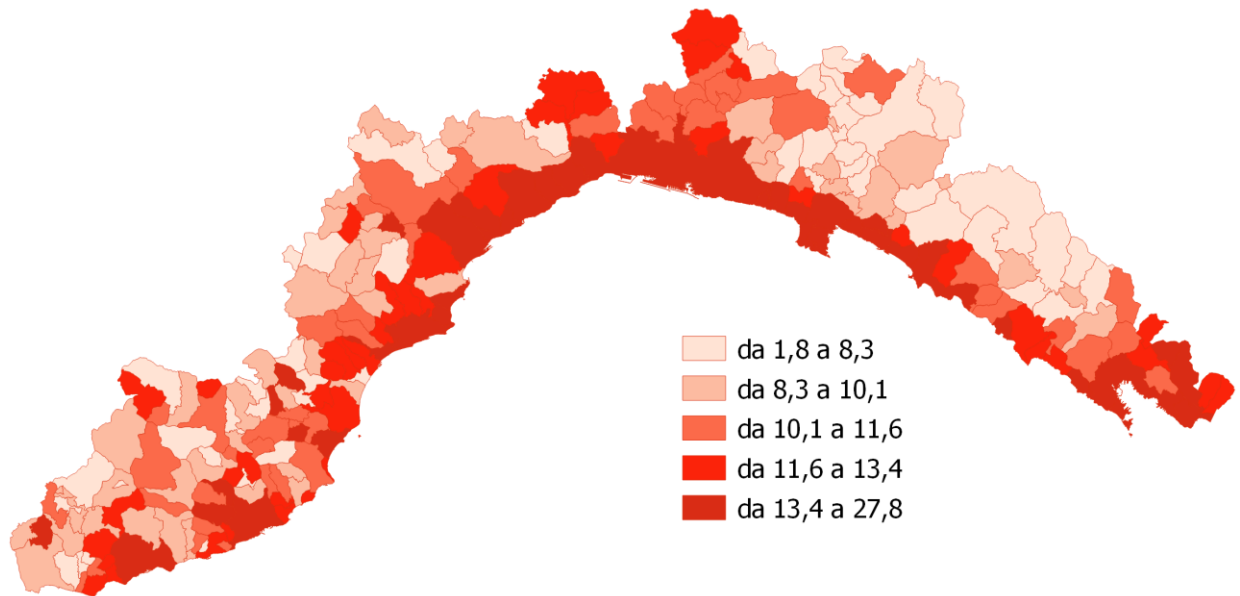 da 1,8 a 8,3
da 8,3 a 10,1
da 10,1 a 11,6
da 11,6 a 13,4
da 13,4 a 27,8